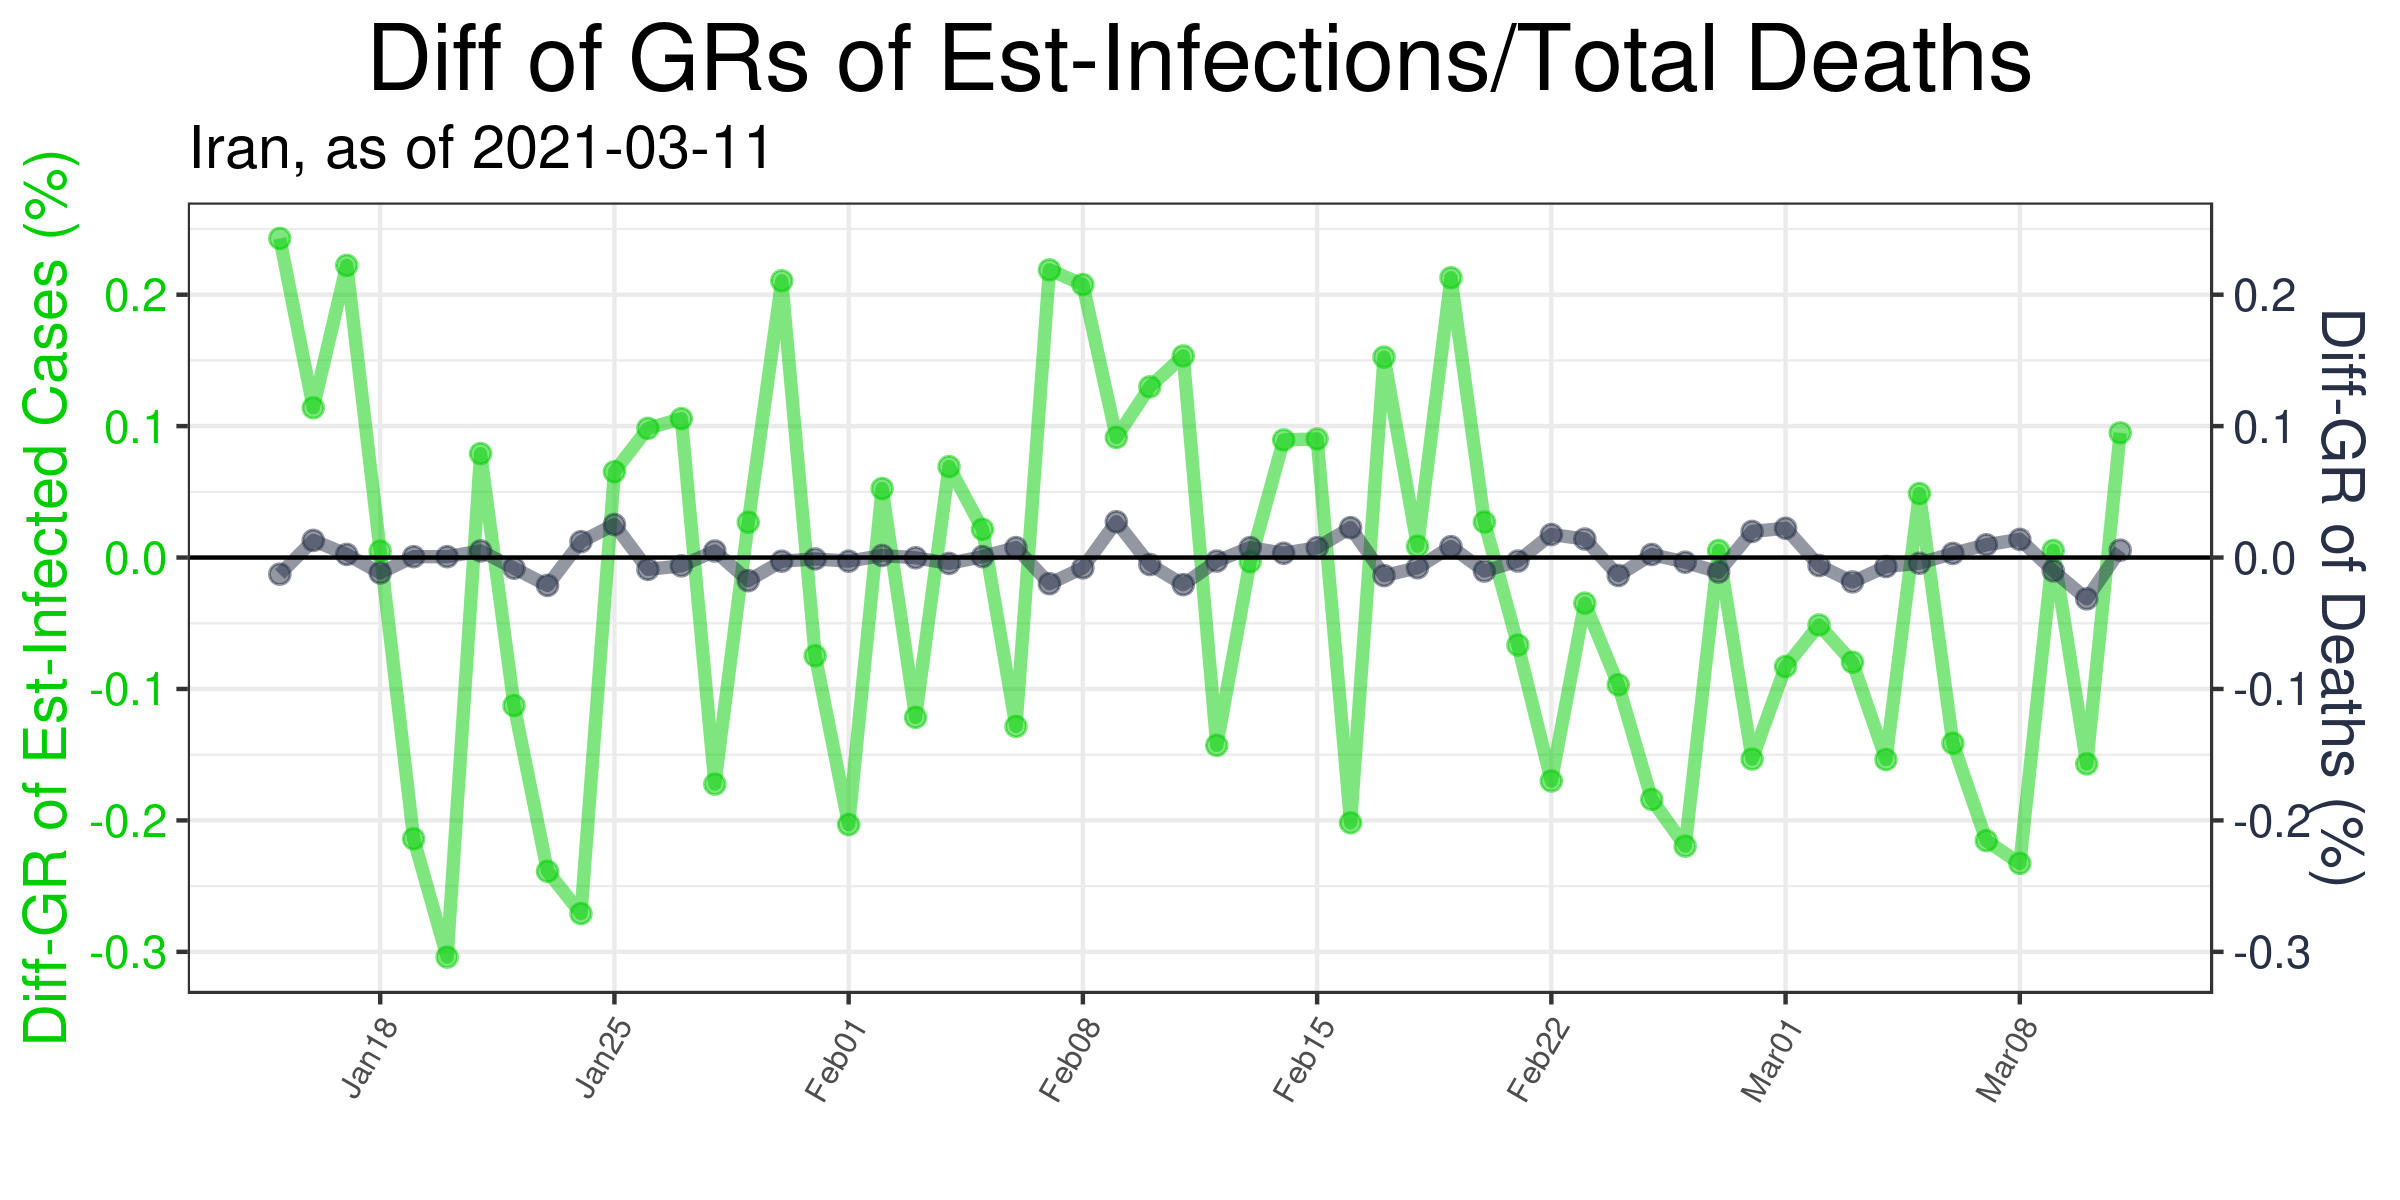 Diff of GRs of Est-Infections/Total Deaths
Iran, as of 2021-03-11
Diff-GR of Est-Infected Cases (%)
0.2
0.1
0.0
-0.1
-0.2
-0.3
0.2
0.1
0.0
-0.1
-0.2
-0.3
Diff-GR of Deaths (%)
Jan18
Jan25
Feb01
Feb08
Feb15
Feb22
Mar01
Mar08